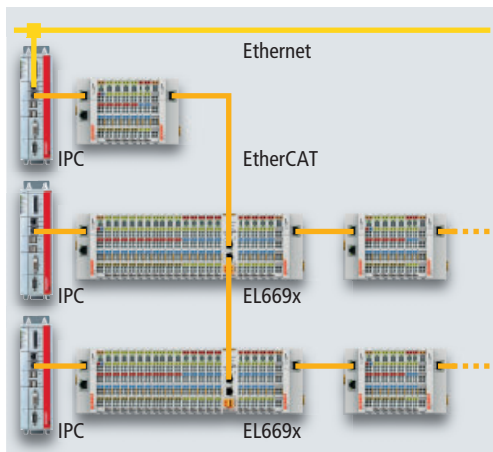 Ethernet
IPC
EtherCAT
IPC
EL669x
IPC
EL669x